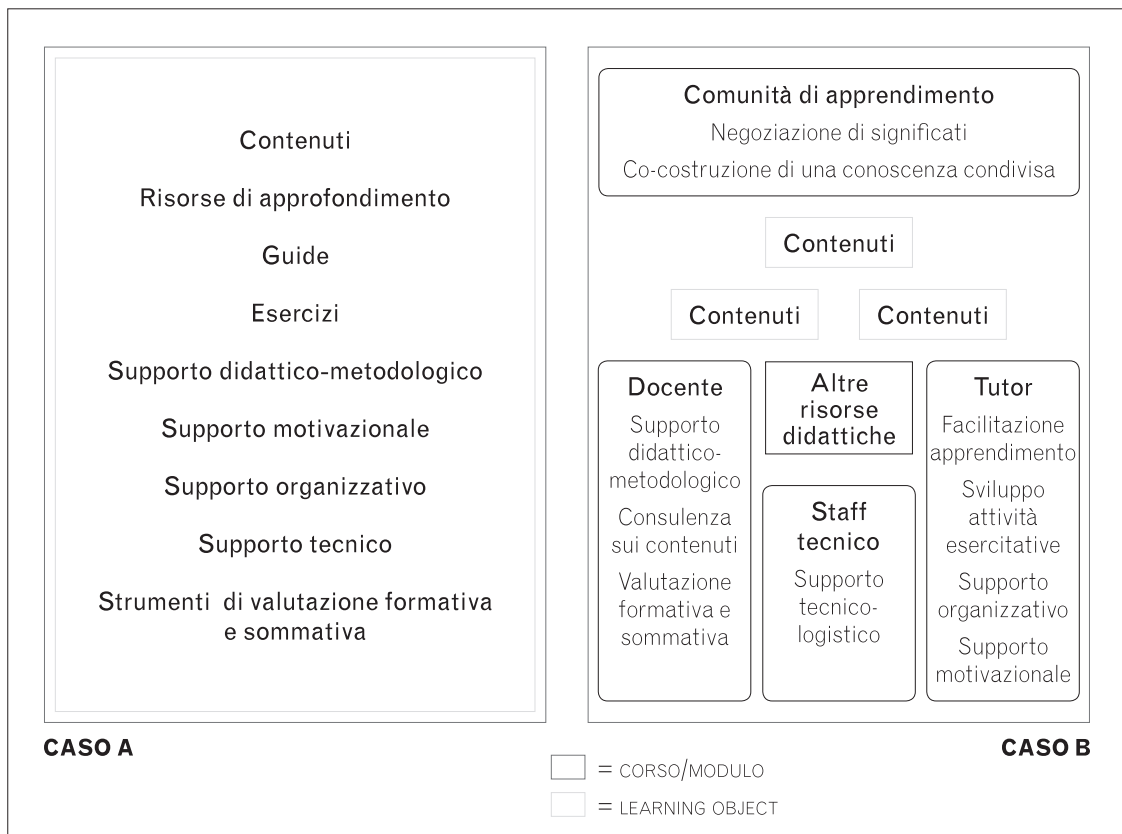 Contenuti
Risorse di approfondimento
Guide
Esercizi
Supporto didattico-metodologico
Supporto motivazionale
Supporto organizzativo
Supporto tecnico
Strumenti di valutazione formativa
e sommativa
CASO A
Comunità di apprendimento
Negoziazione di significati
Co-costruzione di una conoscenza condivisa
Contenuti
Contenuti
Contenuti
Docente
Supporto
didattico-
metodologico
Consulenza
sui contenuti
Valutazione
formativa e
sommativa
Altre
risorse
didattiche
Staff
tecnico
Supporto
tecnico-
logistico
Tutor
Facilitazione
apprendimento
Sviluppo
attività
esercitative
Supporto
organizzativo
Supporto
motivazionale
CASO B
= CORSO/MODULO
= LEARNING OBJECT